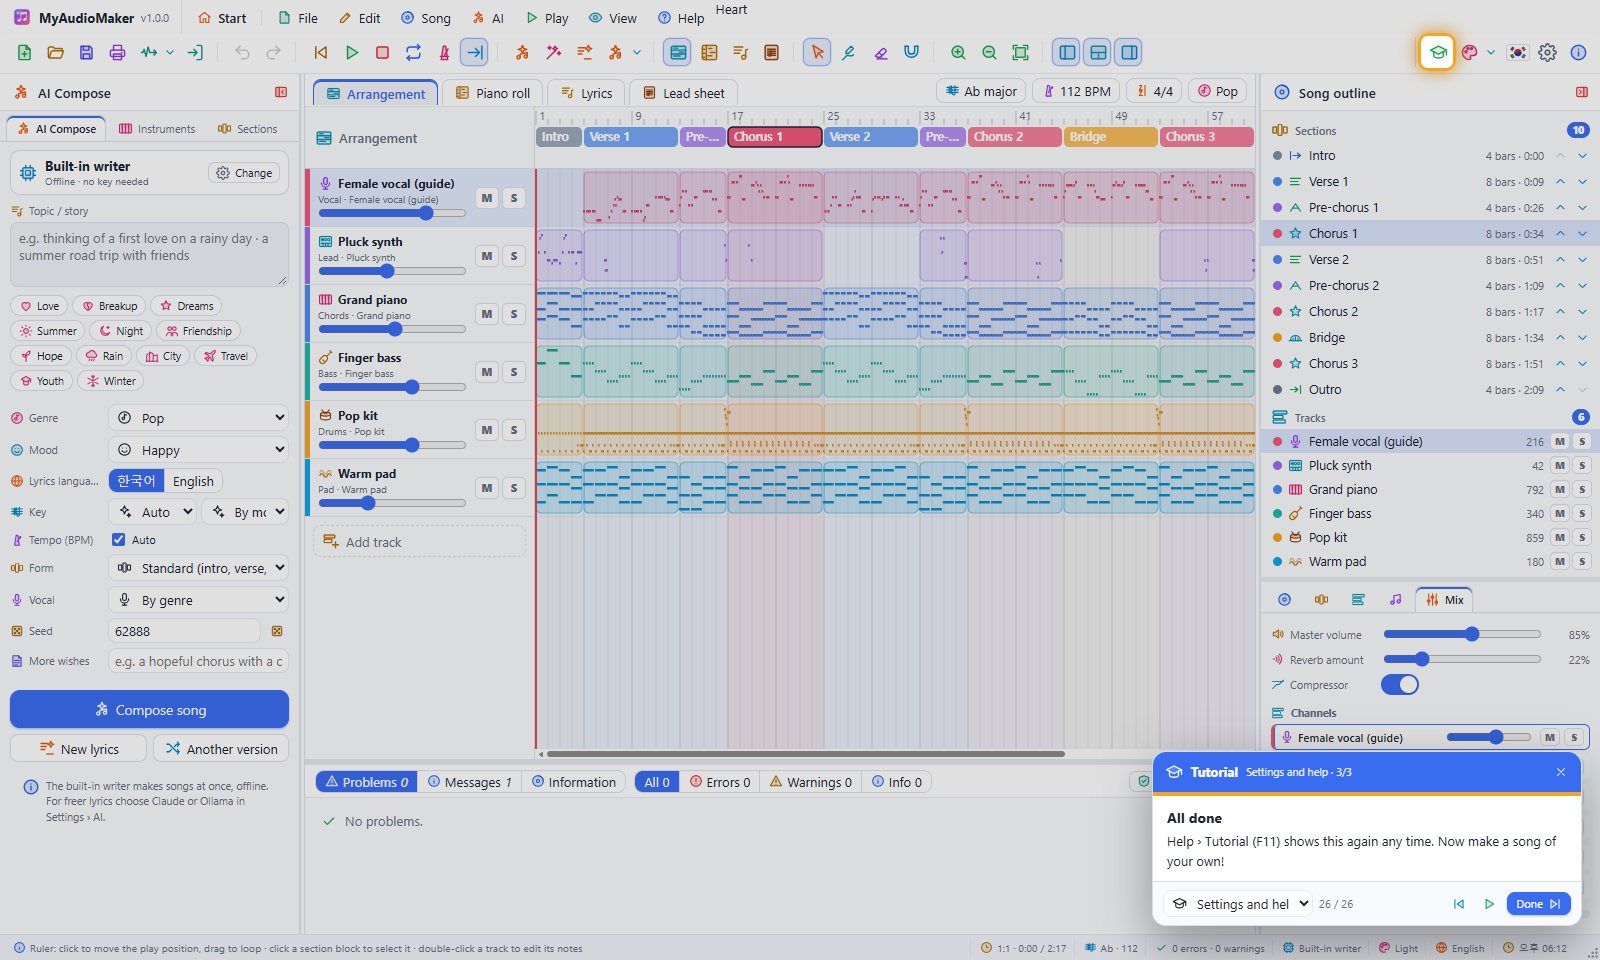 MyAudioMaker v1.0.0 Start File Edit Song AI Play View Help Heart
AI Compose
AI Compose Instruments Sections
Built-in writer
Offline · no key needed
Change
Topic / story
e.g. thinking of a first love on a rainy day · a
summer road trip with friends
Love Breakup Dreams
Summer Night Friendship
Hope Rain City Travel
Youth Winter
Genre Pop
Mood Happy
Lyrics langua... 한국어 English
Key Auto By mo
Tempo (BPM) Auto
Form Standard (intro, verse,
Vocal By genre
Seed 62888
More wishes e.g. a hopeful chorus with a c
Compose song
New lyrics Another version
The built-in writer makes songs at once, offline.
For freer lyrics choose Claude or Ollama in
Settings › AI.
Arrangement Piano roll Lyrics Lead sheet Ab major 112 BPM 4/4 Pop
Arrangement
1 9 17 25 33 41 49 57
Intro Verse 1 Pre-... Chorus 1 Verse 2 Pre-... Chorus 2 Bridge Chorus 3
Female vocal (guide)
Vocal · Female vocal (guide)
M S
Pluck synth
Lead · Pluck synth
M S
Grand piano
Chords · Grand piano
M S
Finger bass
Bass · Finger bass
M S
Pop kit
Drums · Pop kit
M S
Warm pad
Pad · Warm pad
M S
Add track
Problems 0 Messages 1 Information All 0 Errors 0 Warnings 0 Info 0
No problems.
Song outline
Sections 10
Intro 4 bars · 0:00
Verse 1 8 bars · 0:09
Pre-chorus 1 4 bars · 0:26
Chorus 1 8 bars · 0:34
Verse 2 8 bars · 0:51
Pre-chorus 2 4 bars · 1:09
Chorus 2 8 bars · 1:17
Bridge 8 bars · 1:34
Chorus 3 8 bars · 1:51
Outro 4 bars · 2:09
Tracks 6
Female vocal (guide) 216 M S
Pluck synth 42 M S
Grand piano 792 M S
Finger bass 340 M S
Pop kit 859 M S
Warm pad 180 M S
Mix
Master volume 85%
Reverb amount 22%
Compressor
Channels
Female vocal (guide) M S
Tutorial Settings and help · 3/3
All done
Help › Tutorial (F11) shows this again any time. Now make a song of
your own!
Settings and hel 26 / 26 Done
Ruler: click to move the play position, drag to loop · click a section block to select it · double-click a track to edit its notes
1:1 · 0:00 / 2:17 Ab · 112 0 errors · 0 warnings Built-in writer Light English 오후 06:12